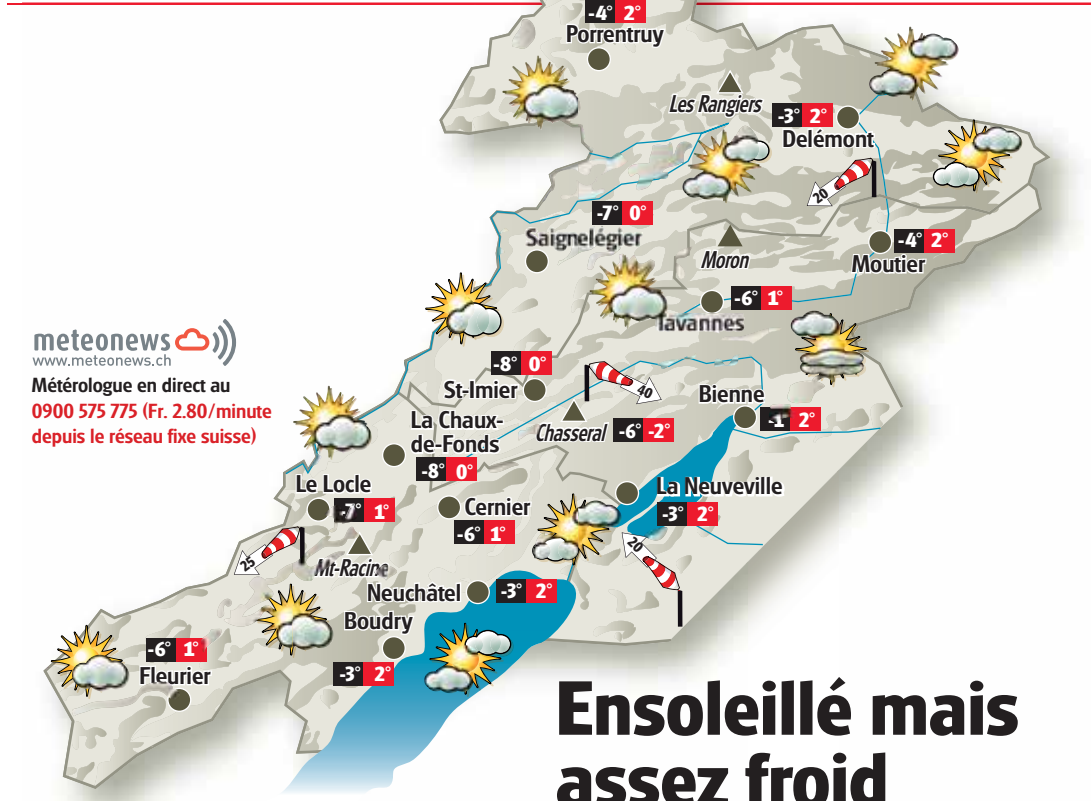 -4° 2°
Porrentruy
Les Rangiers
-3° 2°
Delémont
20
-7° 0°
Saignelégier
Moron
-4° 2°
Moutier
-6° 1°
Tavannes
meteonews
www.meteonews.ch
Métérologue en direct au
0900 575 775 (Fr. 2.80/minute
depuis le réseau fixe suisse)
-8° 0°
St-Imier
40
Bienne
-1° 2°
Chasseral -6° -2°
La Chaux-
de-Fonds
-8° 0°
Le Locle
-7° 1°
Cernier
-6° 1°
La Neuveville
-3° 2°
25
Mt-Racine
20
Neuchâtel -3° 2°
Boudry
-3° 2°
-6° 1°
Fleurier
Ensoleillé mais
assez froid